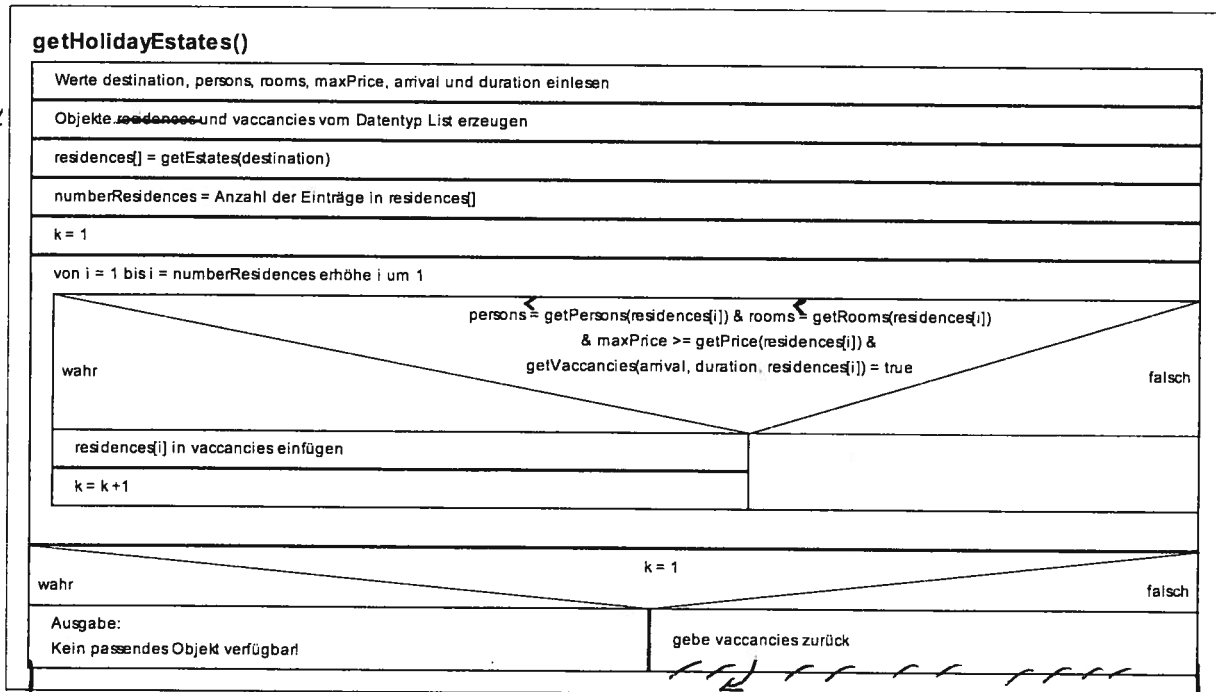 getHolidayEstates()
Werte destination, persons, rooms, maxPrice, arrival und duration einlesen
Objekte residences und vaccancies vom Datentyp List erzeugen
residences[] = getEstates(destination)
numberResidences = Anzahl der Einträge in residences[]
k = 1
von i = 1 bis i = numberResidences erhöhe i um 1
< <
persons = getPersons(residences[i]) & rooms = getRooms(residences[i])
& maxPrice >= getPrice(residences[i]) &
getVaccancies(arrival, duration, residences[i]) = true
wahr
falsch
residences[i] in vaccancies einfügen
k = k +1
k = 1
wahr
falsch
Ausgabe:
Kein passendes Objekt verfügbar!
gebe vaccancies zurück